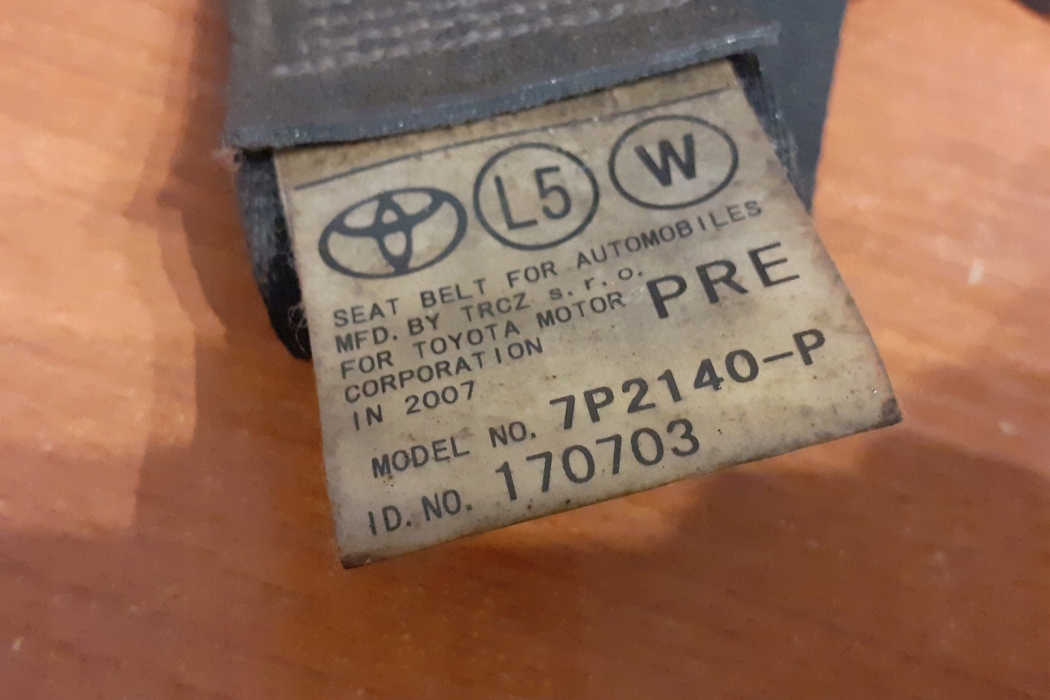 L5 W
SEAT BELT FOR AUTOMOBILES
MFD. BY TRCZ s. r. o.
FOR TOYOTA MOTOR PRE
CORPORATION
IN 2007
MODEL NO. 7P2140-P
ID. NO. 170703